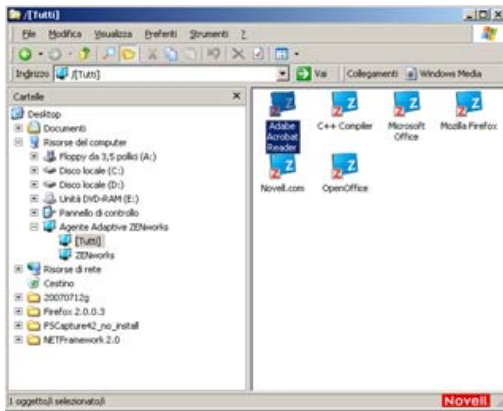 /[Tutti]
File Modifica Visualizza Preferiti Strumenti ?
Indirizzo /[Tutti] Vai Collegamenti Windows Media
Cartelle
Desktop
Documenti
Risorse del computer
Floppy da 3,5 pollici (A:)
Disco locale (C:)
Disco locale (D:)
Unità DVD-RAM (E:)
Pannello di controllo
Agente Adaptive ZENworks
[Tutti]
ZENworks
Risorse di rete
Cestino
20070712g
Firefox 2.0.0.3
FSCapture42_no_install
NETFramework 2.0
Adobe Acrobat Reader
C++ Compiler
Microsoft Office
Mozilla Firefox
Novell.com
OpenOffice
1 oggetto/i selezionato/i
Novell